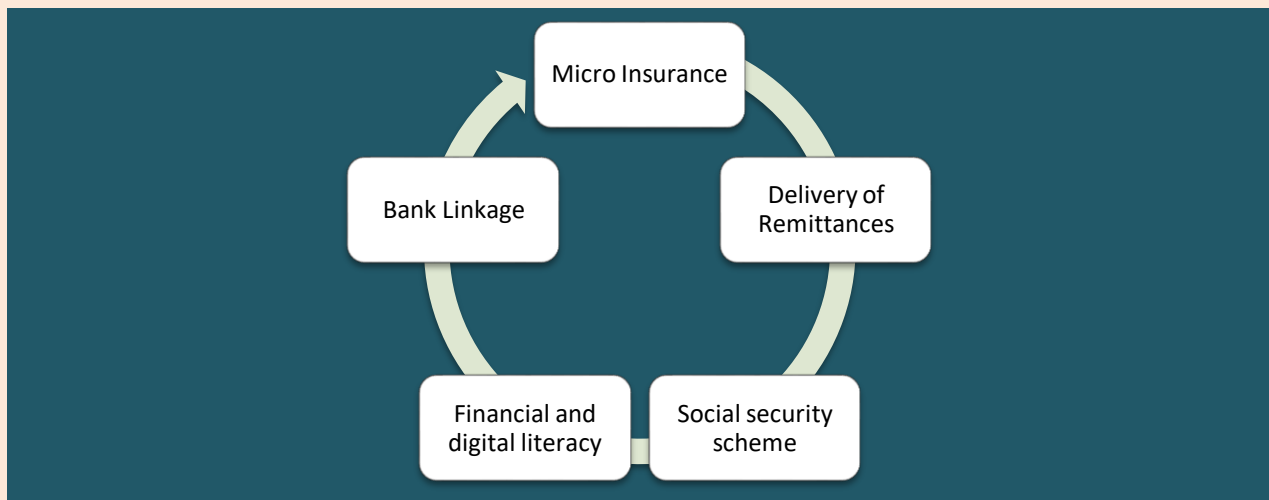 Micro Insurance
Delivery of
Remittances
Social security
scheme
Financial and
digital literacy
Bank Linkage